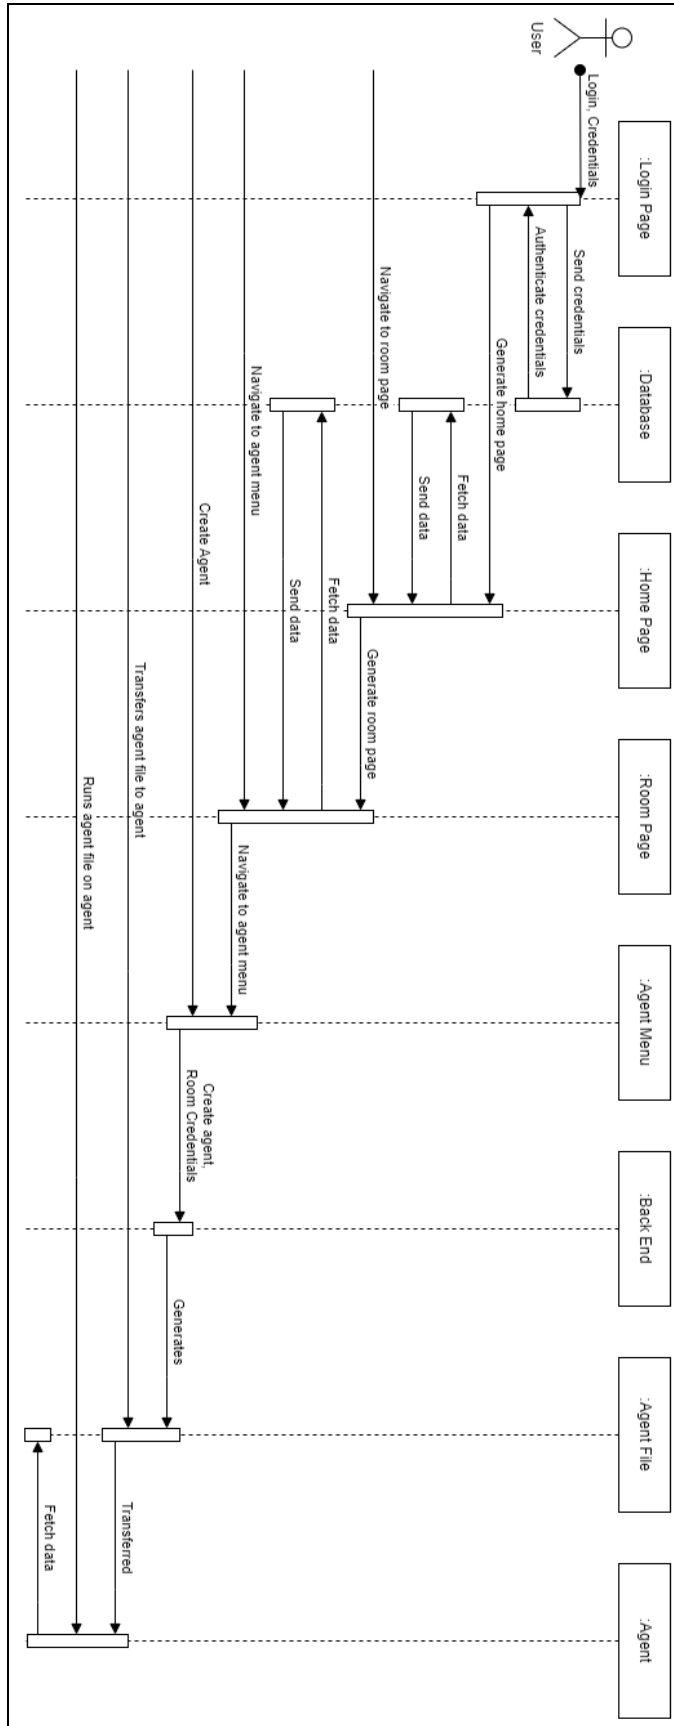 User
:Login Page
:Database
:Home Page
:Room Page
:Agent Menu
:Back End
:Agent File
:Agent
Login, Credentials
Send credentials
Authenticate credentials
Generate home page
Fetch data
Send data
Navigate to room page
Generate room page
Fetch data
Send data
Navigate to agent menu
Navigate to agent menu
Create Agent
Create agent,
Room Credentials
Generates
Transfers agent file to agent
Transferred
Runs agent file on agent
Fetch data